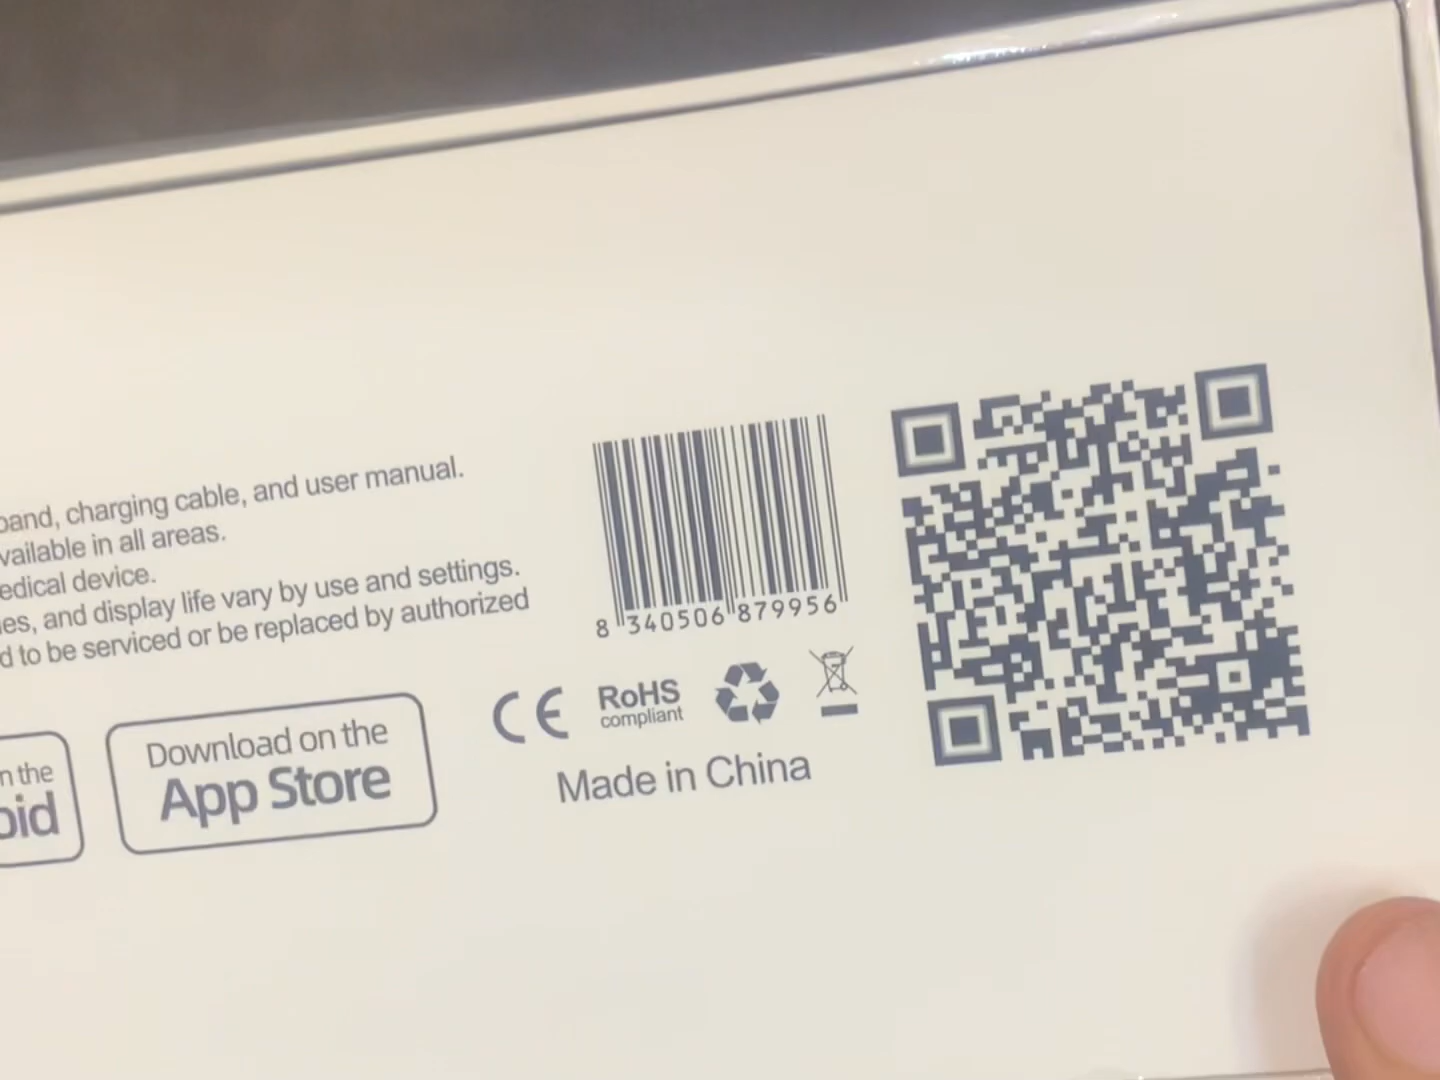 band, charging cable, and user manual.
available in all areas.
medical device.
es, and display life vary by use and settings.
d to be serviced or be replaced by authorized
8 340506 879956
CE
RoHS
compliant
Made in China
n the
oid
Download on the
App Store